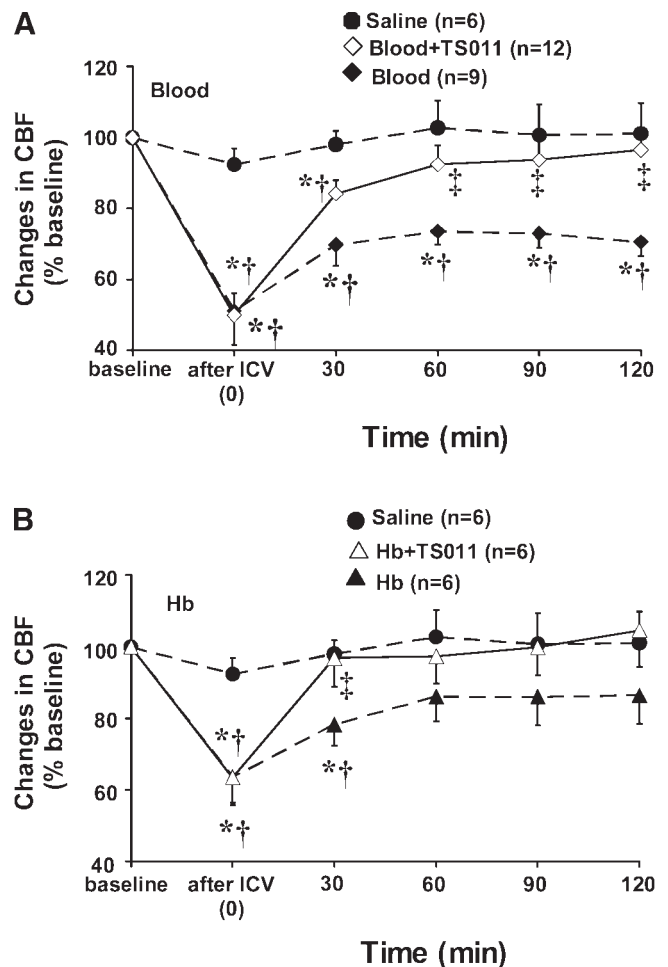 A
Saline (n=6)
Blood+TS011 (n=12)
Blood (n=9)
Blood
Changes in CBF
(% baseline)
120
100
80
60
40
*†
*†
*†
*†
‡
‡
‡
*†
*†
*†
baseline
after ICV
(0)
30
60
90
120
Time (min)
B
Saline (n=6)
Hb+TS011 (n=6)
Hb (n=6)
Hb
Changes in CBF
(% baseline)
120
100
80
60
40
*†
*†
‡
*†
baseline
after ICV
(0)
30
60
90
120
Time (min)